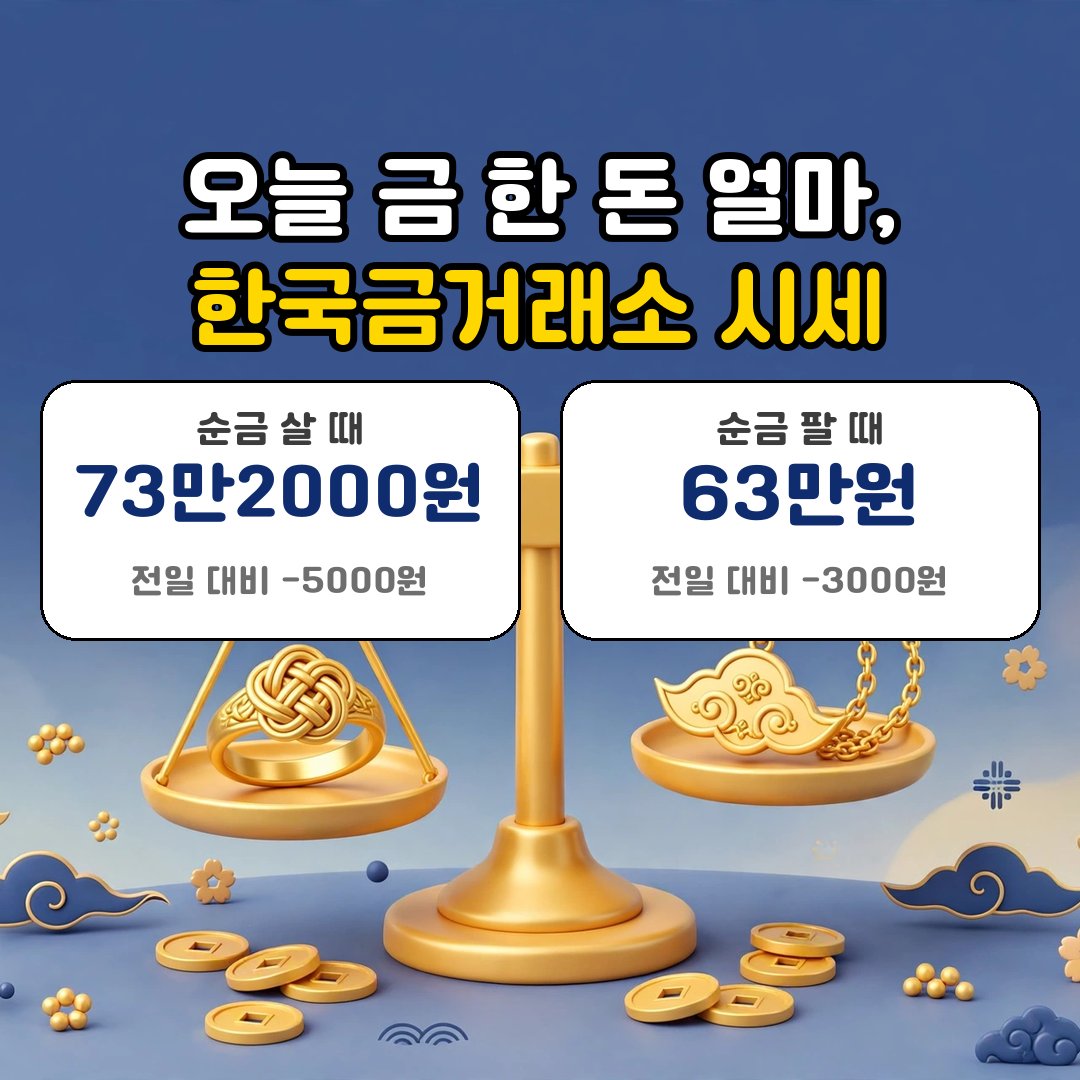 오늘 금 한 돈 얼마,
한국금거래소 시세
순금 살 때
73만2000원
전일 대비 -5000원
순금 팔 때
63만원
전일 대비 -3000원